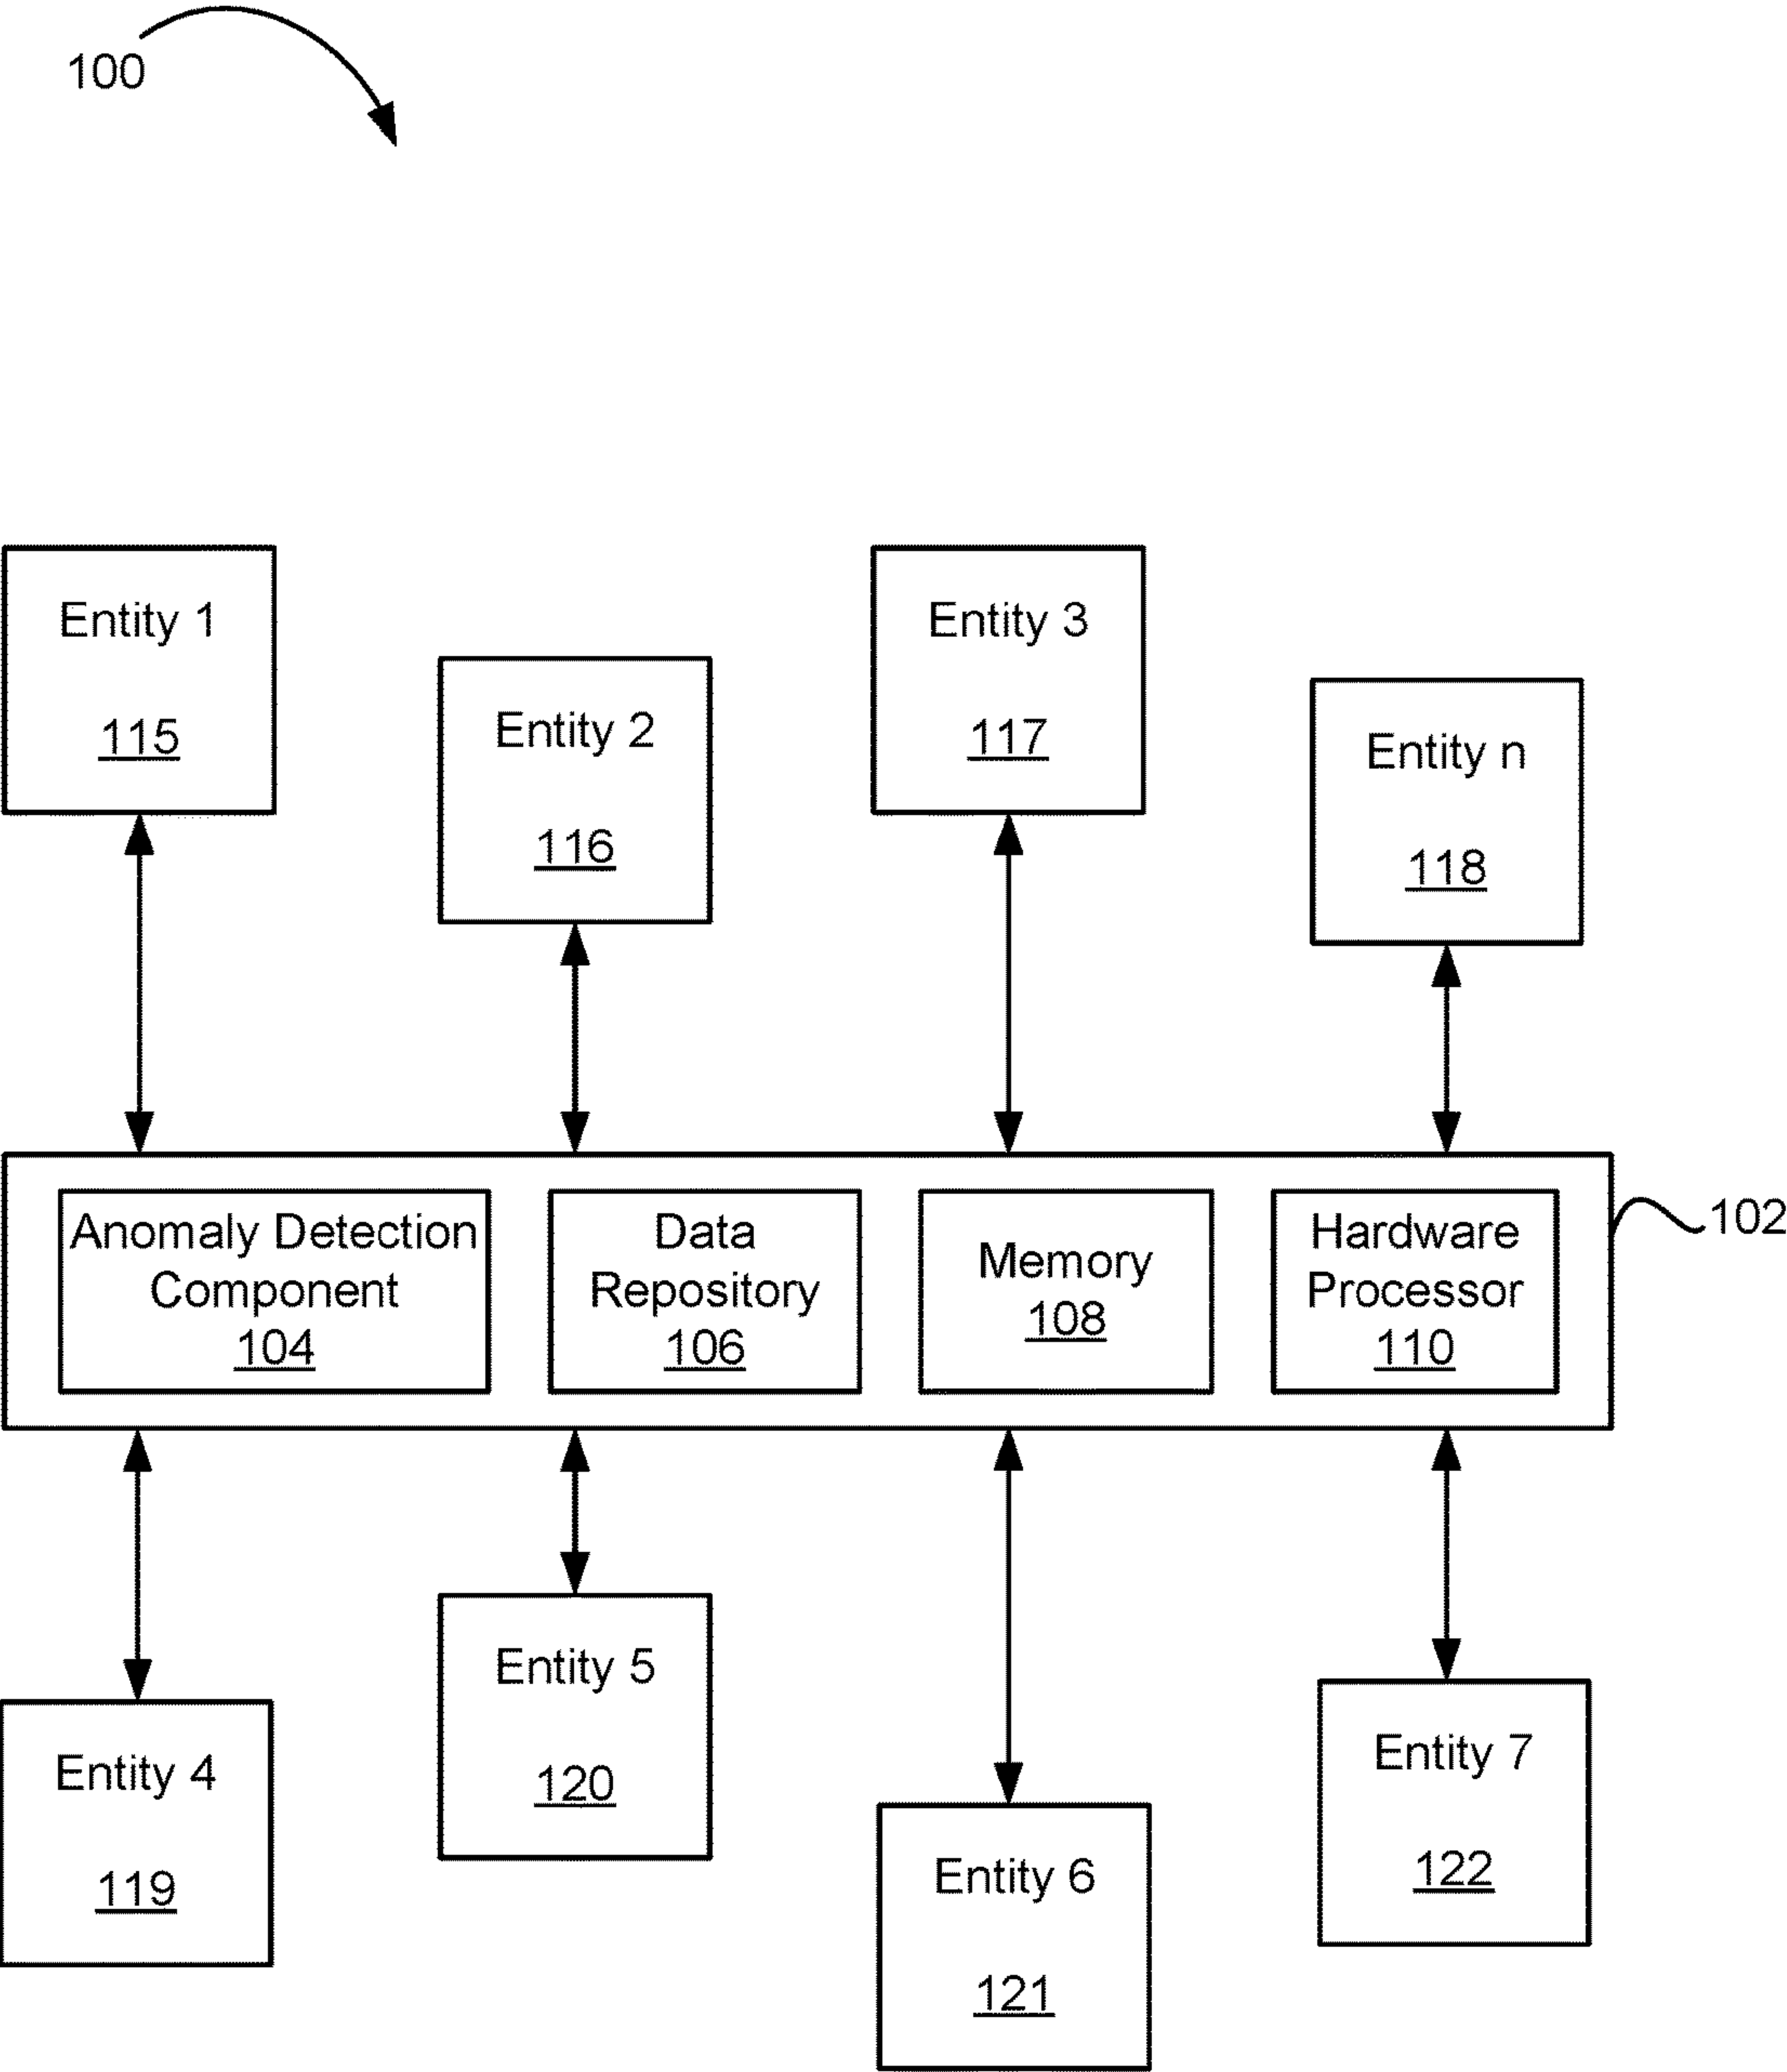 100
Entity 1
115
Entity 2
116
Entity 3
117
Entity n
118
Anomaly Detection
Component
104
Data
Repository
106
Memory
108
Hardware
Processor
110
102
Entity 4
119
Entity 5
120
Entity 6
121
Entity 7
122